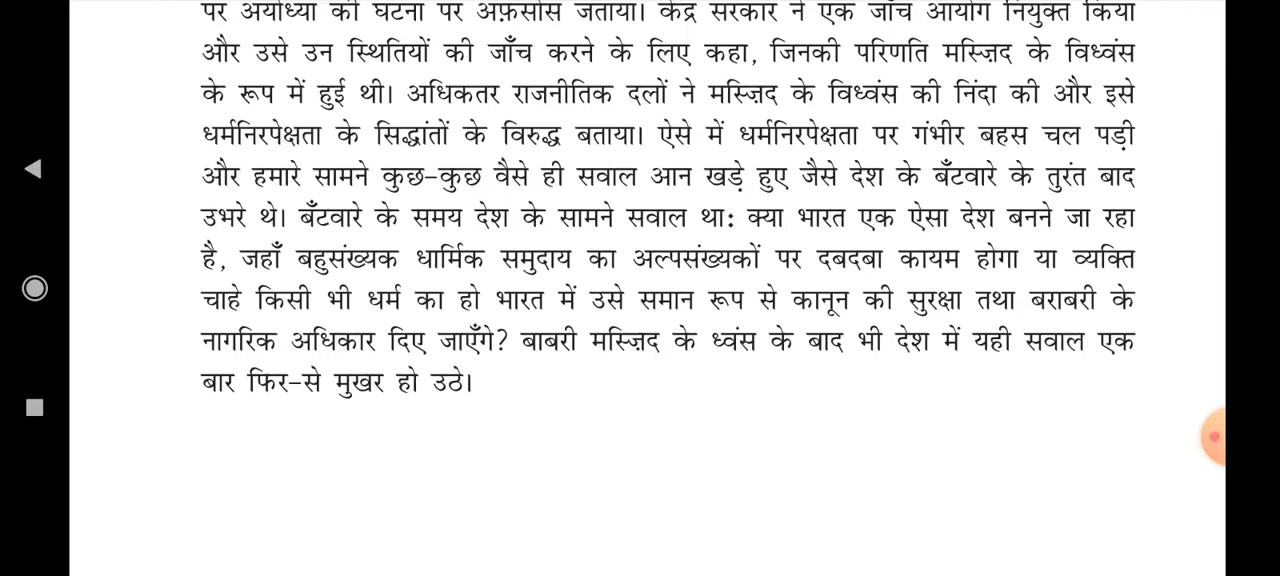 पर अयोध्या की घटना पर अफ़सोस जताया। केंद्र सरकार ने एक जाँच आयोग नियुक्त किया
और उसे उन स्थितियों की जाँच करने के लिए कहा, जिनकी परिणति मस्ज़िद के विध्वंस
के रूप में हुई थी। अधिकतर राजनीतिक दलों ने मस्ज़िद के विध्वंस की निंदा की और इसे
धर्मनिरपेक्षता के सिद्धांतों के विरुद्ध बताया। ऐसे में धर्मनिरपेक्षता पर गंभीर बहस चल पड़ी
और हमारे सामने कुछ-कुछ वैसे ही सवाल आन खड़े हुए जैसे देश के बँटवारे के तुरंत बाद
उभरे थे। बँटवारे के समय देश के सामने सवाल था: क्या भारत एक ऐसा देश बनने जा रहा
है, जहाँ बहुसंख्यक धार्मिक समुदाय का अल्पसंख्यकों पर दबदबा कायम होगा या व्यक्ति
चाहे किसी भी धर्म का हो भारत में उसे समान रूप से कानून की सुरक्षा तथा बराबरी के
नागरिक अधिकार दिए जाएँगे? बाबरी मस्ज़िद के ध्वंस के बाद भी देश में यही सवाल एक
बार फिर-से मुखर हो उठे।